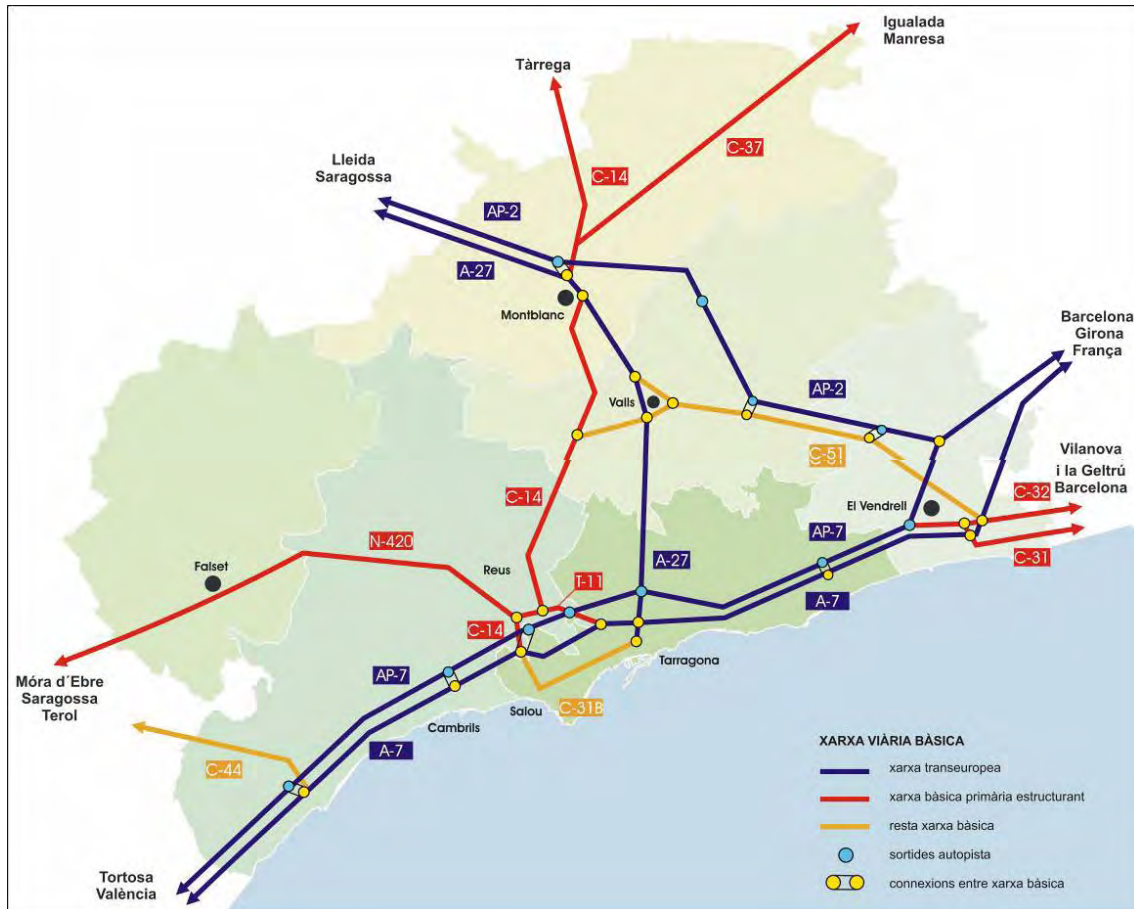 Igualada
Manresa
Tàrrega
C-37
Lleida
Saragossa
C-14
AP-2
A-27
Montblanc
Barcelona
Girona
França
AP-2
Valls
C-51
Vilanova
i la Geltrú
Barcelona
C-32
El Vendrell
C-14
AP-7
N-420
C-31
A-27
Falset
Reus
T-11
A-7
C-14
Tarragona
Móra d´Ebre
Saragossa
Terol
AP-7
Salou
C-31B
Cambrils
A-7
C-44
XARXA VIÀRIA BÀSICA
xarxa transeuropea
xarxa bàsica primària estructurant
resta xarxa bàsica
sortides autopista
connexions entre xarxa bàsica
Tortosa
València